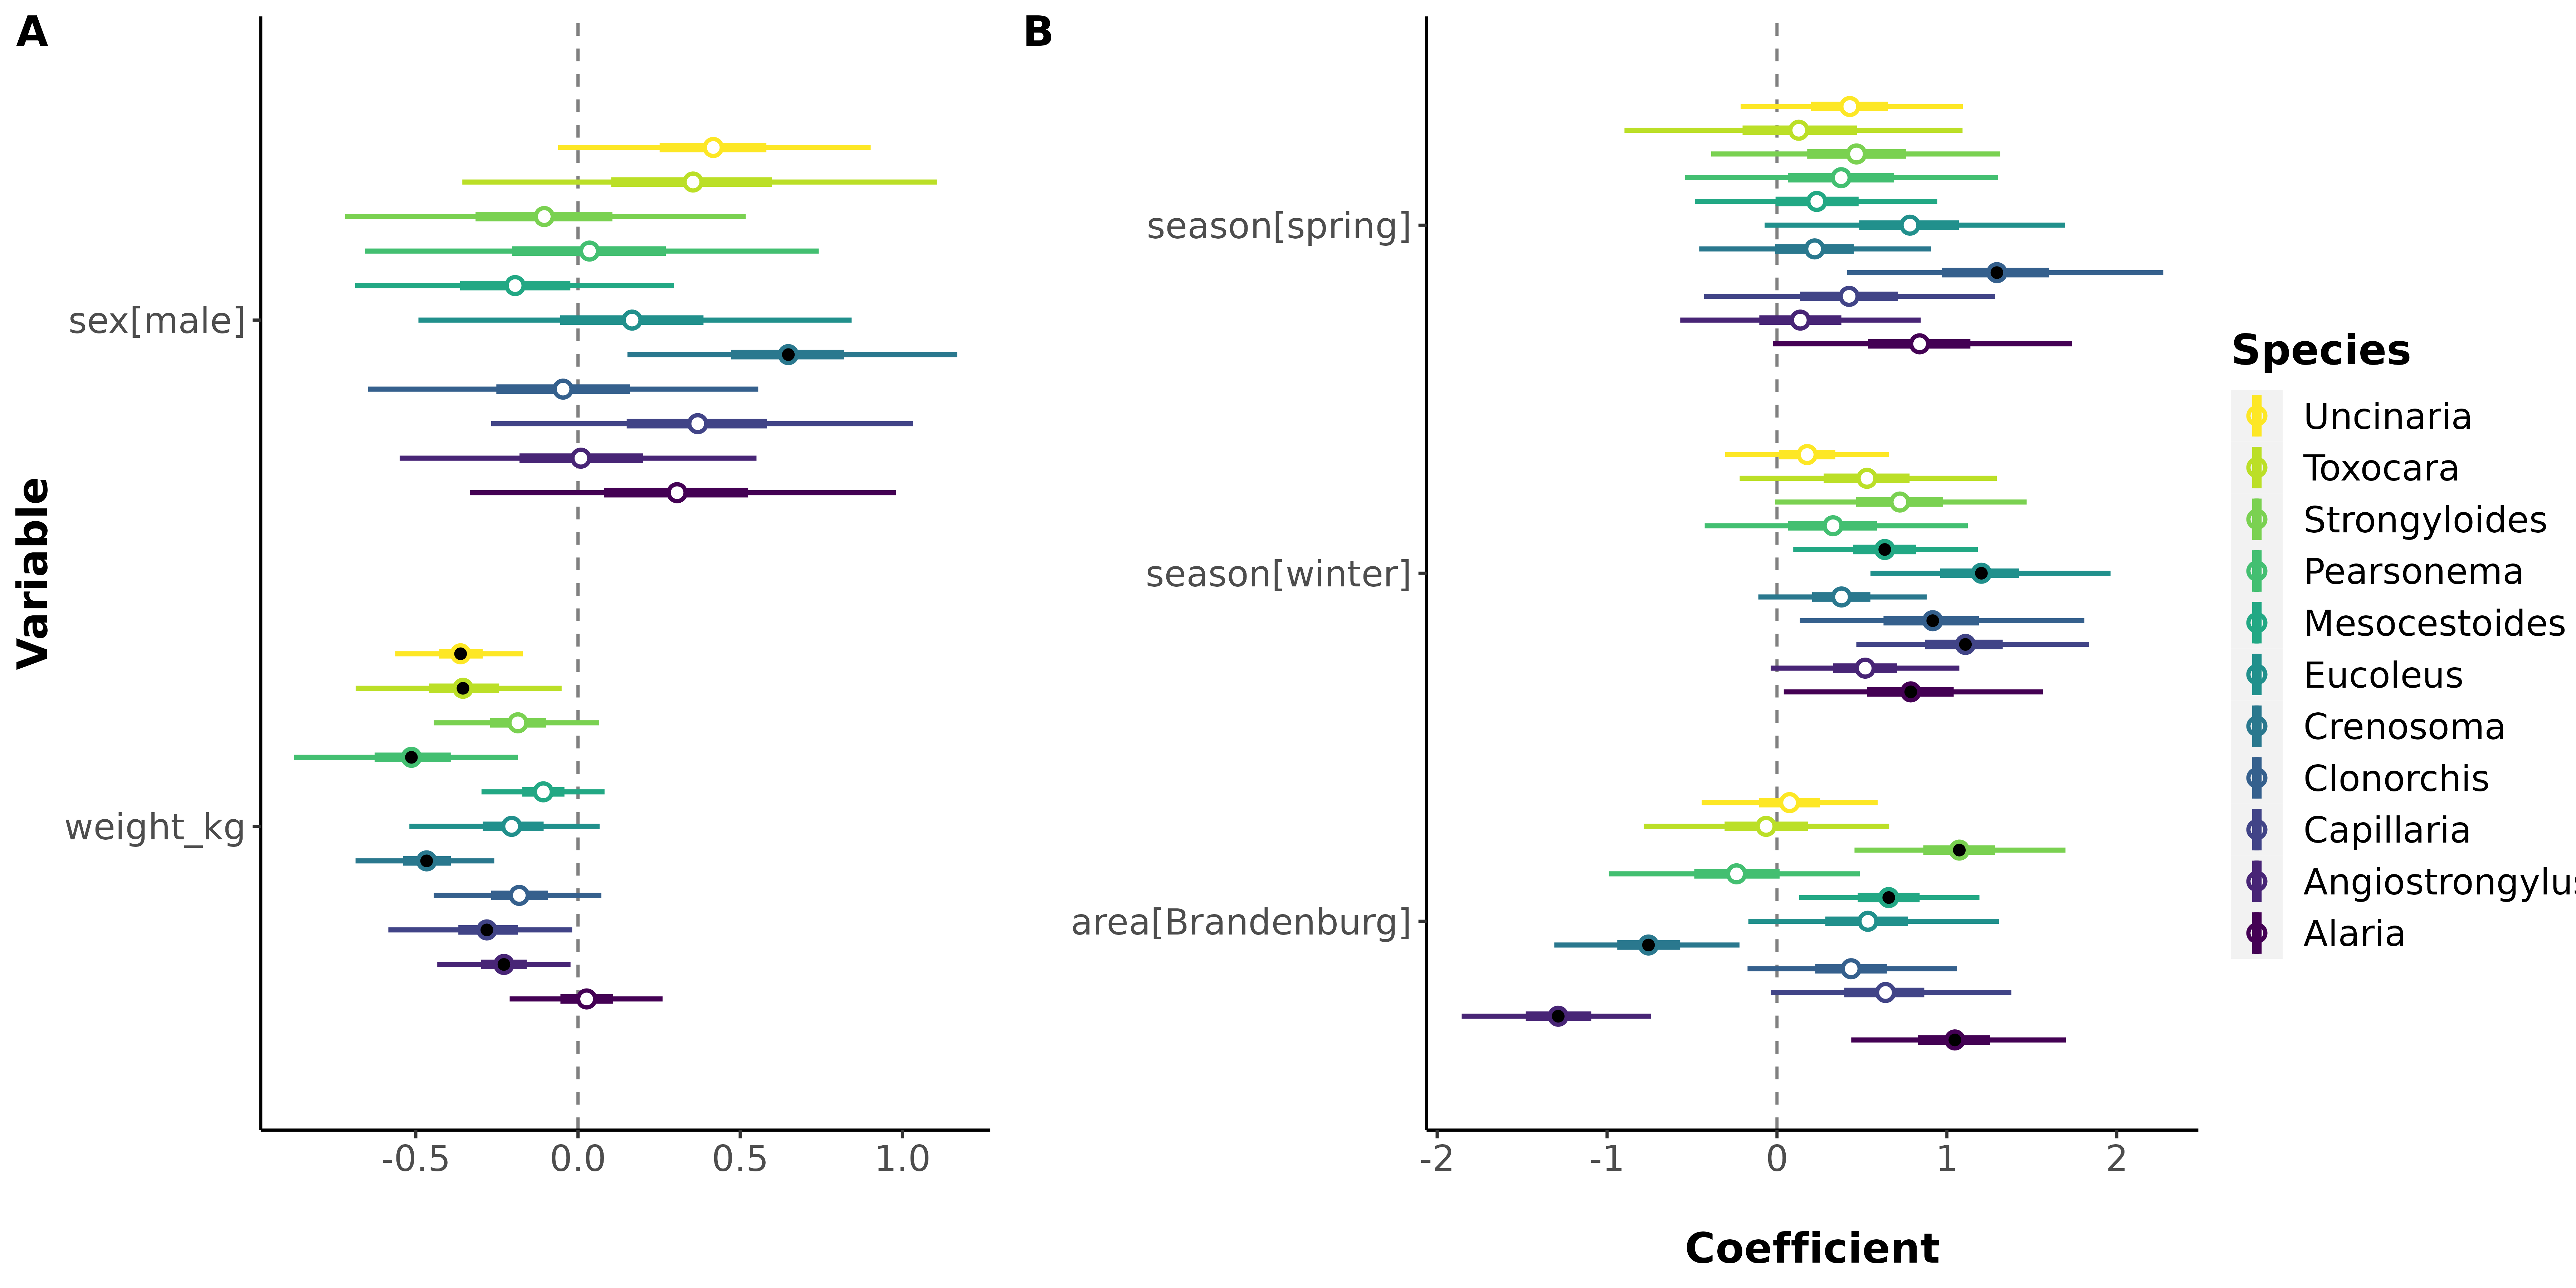 A
B
Variable
sex[male]
weight_kg
-0.5
0.0
0.5
1.0
season[spring]
season[winter]
area[Brandenburg]
-2
-1
0
1
2
Coefficient
Species
Uncinaria
Toxocara
Strongyloides
Pearsonema
Mesocestoides
Eucoleus
Crenosoma
Clonorchis
Capillaria
Angiostrongylus
Alaria